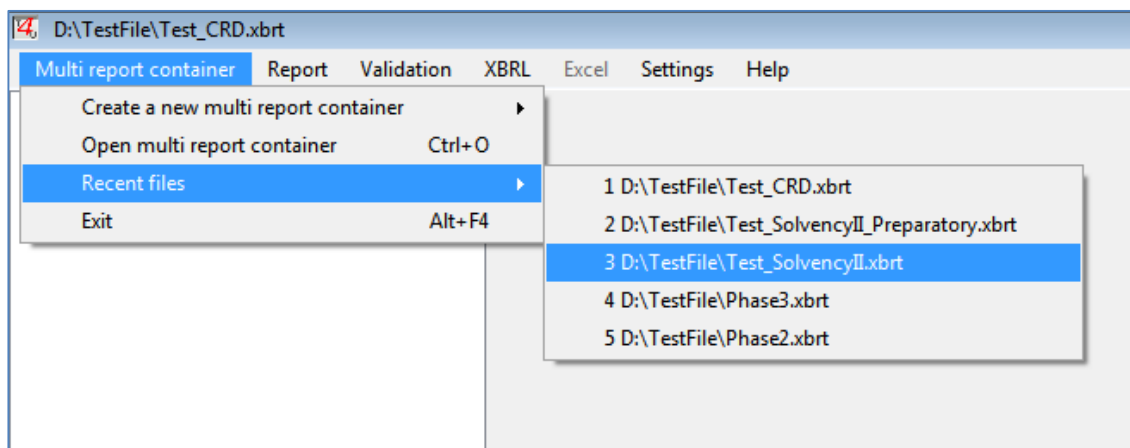 D:\TestFile\Test_CRD.xbrt
Multi report container Report Validation XBRL Excel Settings Help
Create a new multi report container
Open multi report container Ctrl+O
Recent files
Exit Alt+F4
1 D:\TestFile\Test_CRD.xbrt
2 D:\TestFile\Test_SolvencyII_Preparatory.xbrt
3 D:\TestFile\Test_SolvencyII.xbrt
4 D:\TestFile\Phase3.xbrt
5 D:\TestFile\Phase2.xbrt